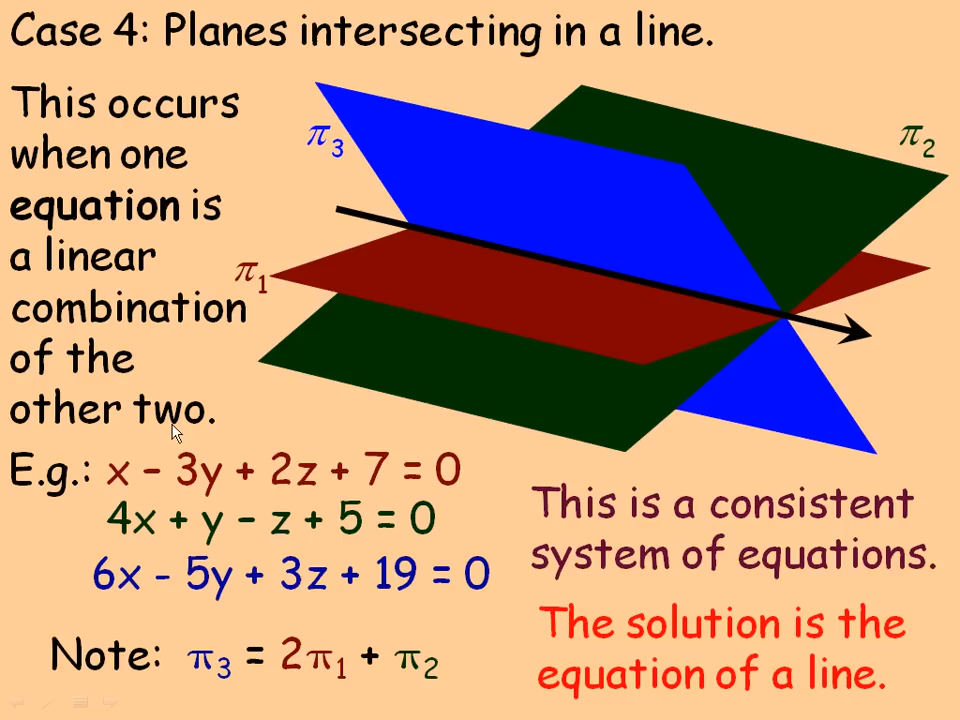 Case 4: Planes intersecting in a line.
This occurs
when one
equation is
a linear
combination
of the
other two.
π3
π2
π1
E.g.: x – 3y + 2z + 7 = 0
4x + y – z + 5 = 0
6x - 5y + 3z + 19 = 0
Note: π3 = 2π1 + π2
This is a consistent
system of equations.
The solution is the
equation of a line.